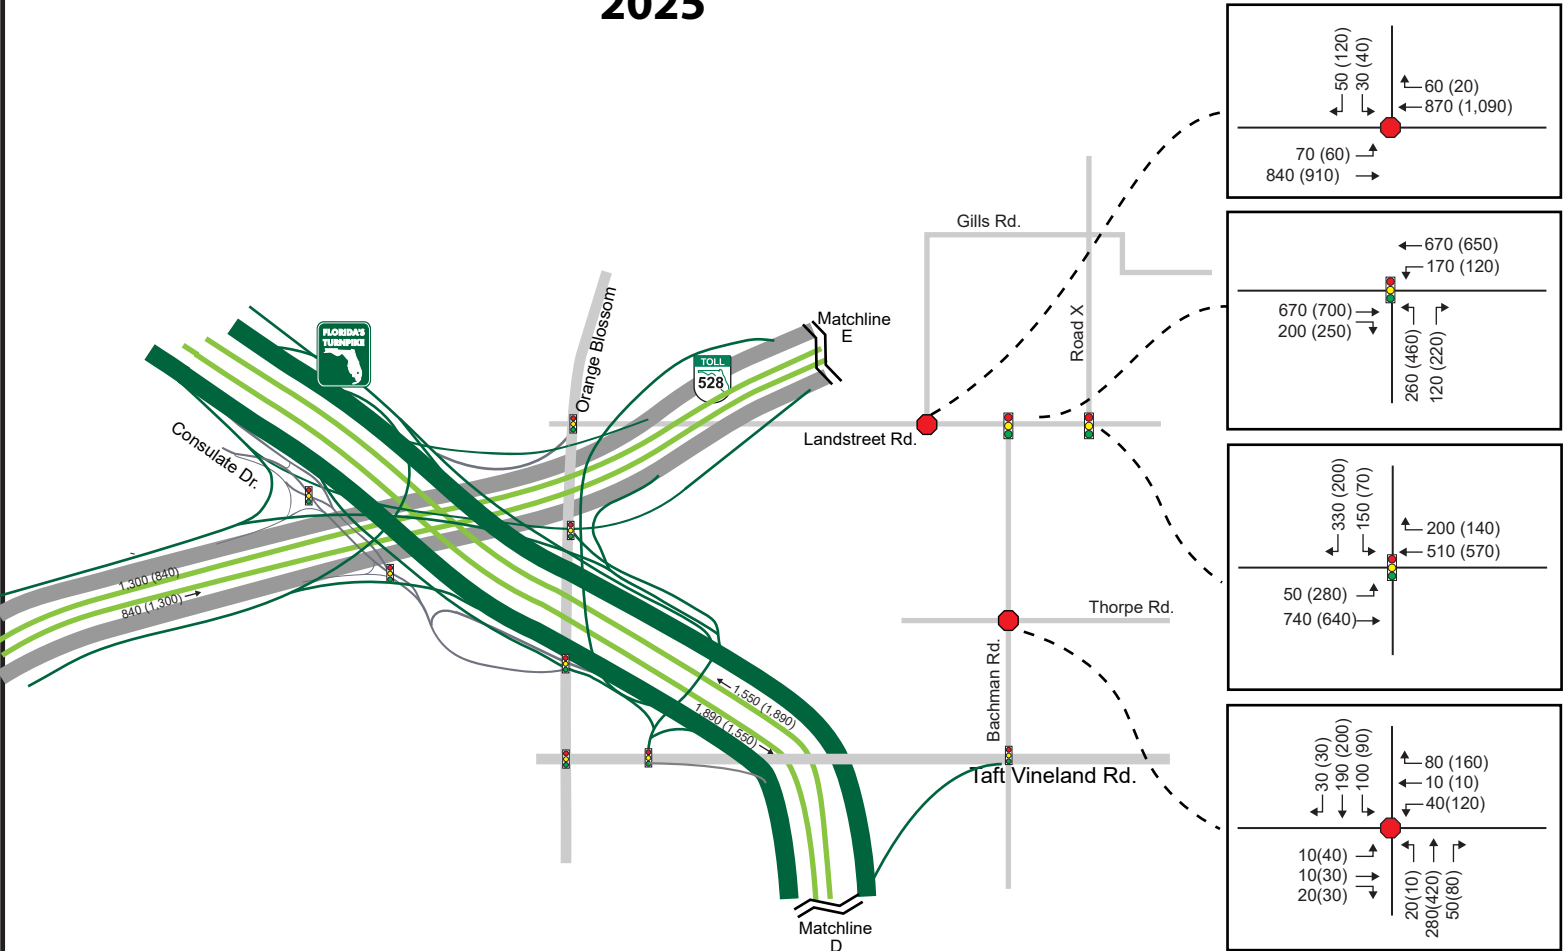 2025
50 (120)
30 (40)
60 (20)
870 (1,090)
70 (60)
840 (910)
670 (650)
170 (120)
670 (700)
200 (250)
260 (460)
120 (220)
330 (200)
150 (70)
200 (140)
510 (570)
50 (280)
740 (640)
30 (30)
190 (200)
100 (90)
80 (160)
10 (10)
40(120)
10(40)
10(30)
20(30)
20(10)
280(420)
50(80)
Gills Rd.
Road X
Matchline
E
Orange Blossom
FLORIDA'S
TURNPIKE
TOLL
528
Landstreet Rd.
Consulate Dr.
1,300 (840)
840 (1,300)
Thorpe Rd.
Bachman Rd.
1,550 (1,890)
1,890 (1,550)
Taft Vineland Rd.
Matchline
D